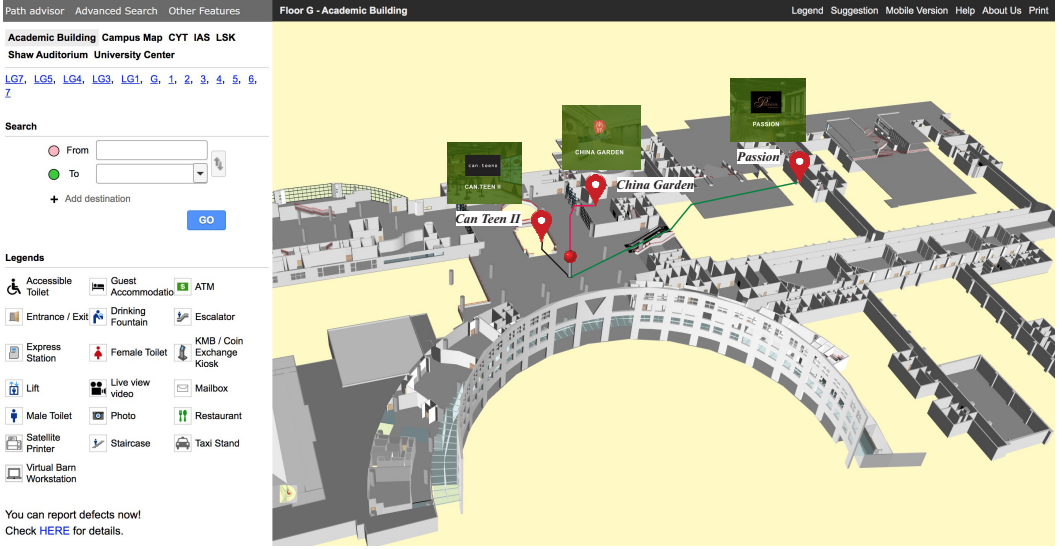 Path advisor Advanced Search Other Features
Floor G - Academic Building
Legend Suggestion Mobile Version Help About Us Print
Academic Building Campus Map CYT IAS LSK
Shaw Auditorium University Center
LG7, LG5, LG4, LG3, LG1, G, 1, 2, 3, 4, 5, 6,
7
Search
From
To
+ Add destination
GO
Legends
Accessible Toilet
Guest Accommodatio
ATM
Entrance / Exit
Drinking Fountain
Escalator
Express Station
Female Toilet
KMB / Coin Exchange Kiosk
Lift
Live view video
Mailbox
Male Toilet
Photo
Restaurant
Satellite Printer
Staircase
Taxi Stand
Virtual Barn Workstation
You can report defects now!
Check HERE for details.
can.teen II
CAN.TEEN II
Can Teen II
CHINA GARDEN
China Garden
Passion
PASSION
Passion